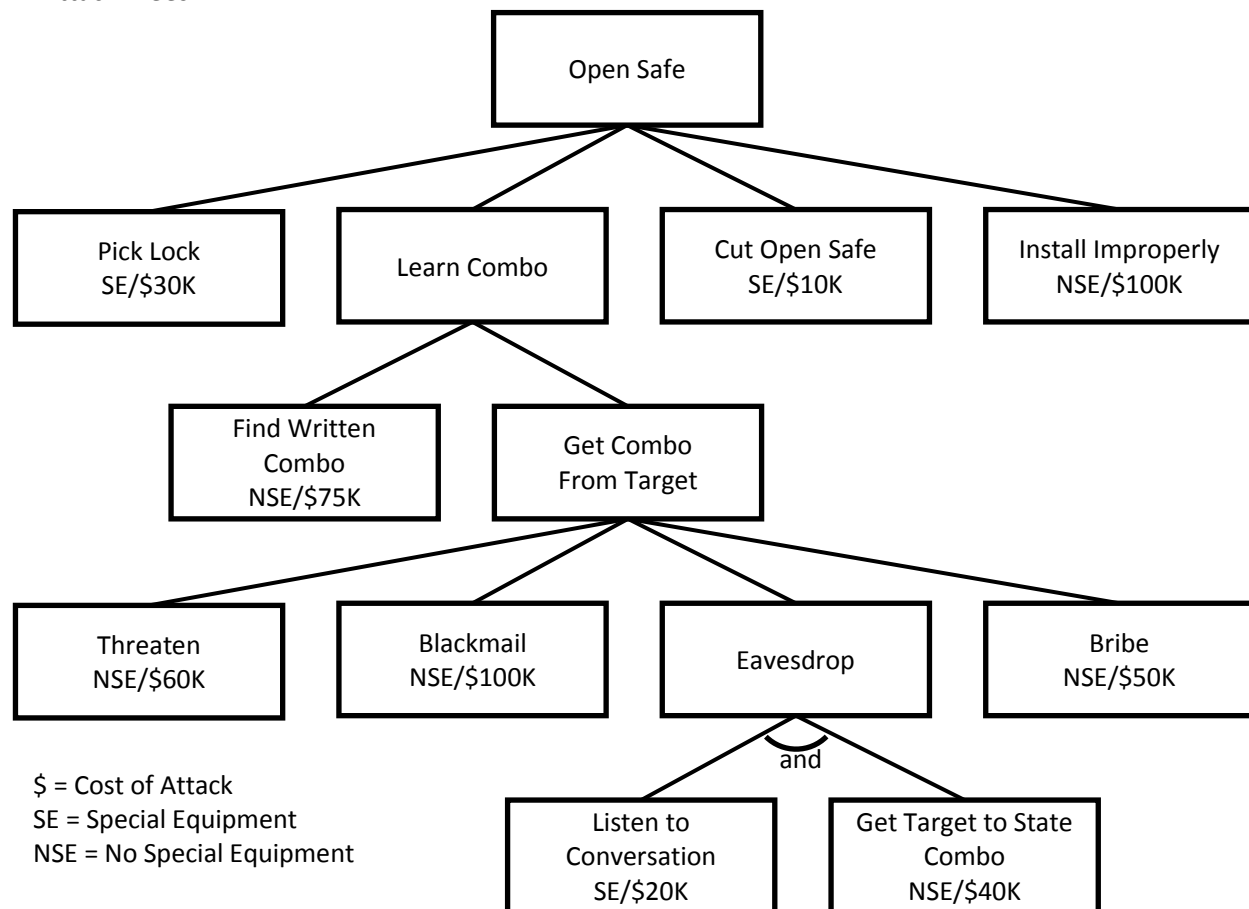 Open Safe
Pick Lock
SE/$30K
Learn Combo
Cut Open Safe
SE/$10K
Install Improperly
NSE/$100K
Find Written
Combo
NSE/$75K
Get Combo
From Target
Threaten
NSE/$60K
Blackmail
NSE/$100K
Eavesdrop
Bribe
NSE/$50K
and
$ = Cost of Attack
SE = Special Equipment
NSE = No Special Equipment
Listen to
Conversation
SE/$20K
Get Target to State
Combo
NSE/$40K